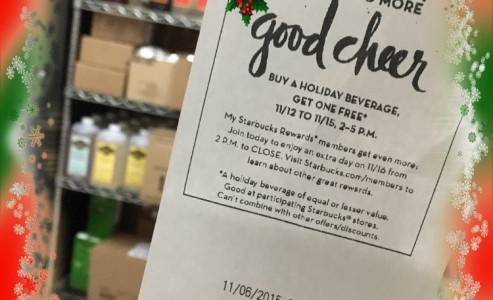 MORE
good cheer
BUY A HOLIDAY BEVERAGE,
GET ONE FREE*
11/12 TO 11/15, 2–5 P.M.
My Starbucks Rewards® members get even more:
Join today to enjoy an extra day on 11/16 from
2 P.M. to CLOSE. Visit Starbucks.com/members to
learn about other great rewards.
*A holiday beverage of equal or lesser value.
Good at participating Starbucks® stores.
Can't combine with other offers/discounts.
11/06/2015